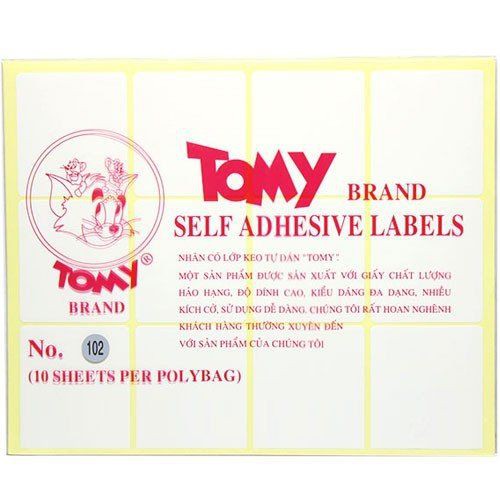 TOMY BRAND
SELF ADHESIVE LABELS
NHÃN CÓ LỚP KEO TỰ DÁN "TOMY".
MỘT SẢN PHẨM ĐƯỢC SẢN XUẤT VỚI GIẤY CHẤT LƯỢNG
HẢO HẠNG, ĐỘ DÍNH CAO, KIỂU DÁNG ĐA DẠNG, NHIỀU
KÍCH CỠ, SỬ DỤNG DỄ DÀNG. CHÚNG TÔI RẤT HOAN NGHÊNH
KHÁCH HÀNG THƯỜNG XUYÊN ĐẾN
VỚI SẢN PHẨM CỦA CHÚNG TÔI
TOMY®
BRAND
No. 102
(10 SHEETS PER POLYBAG)